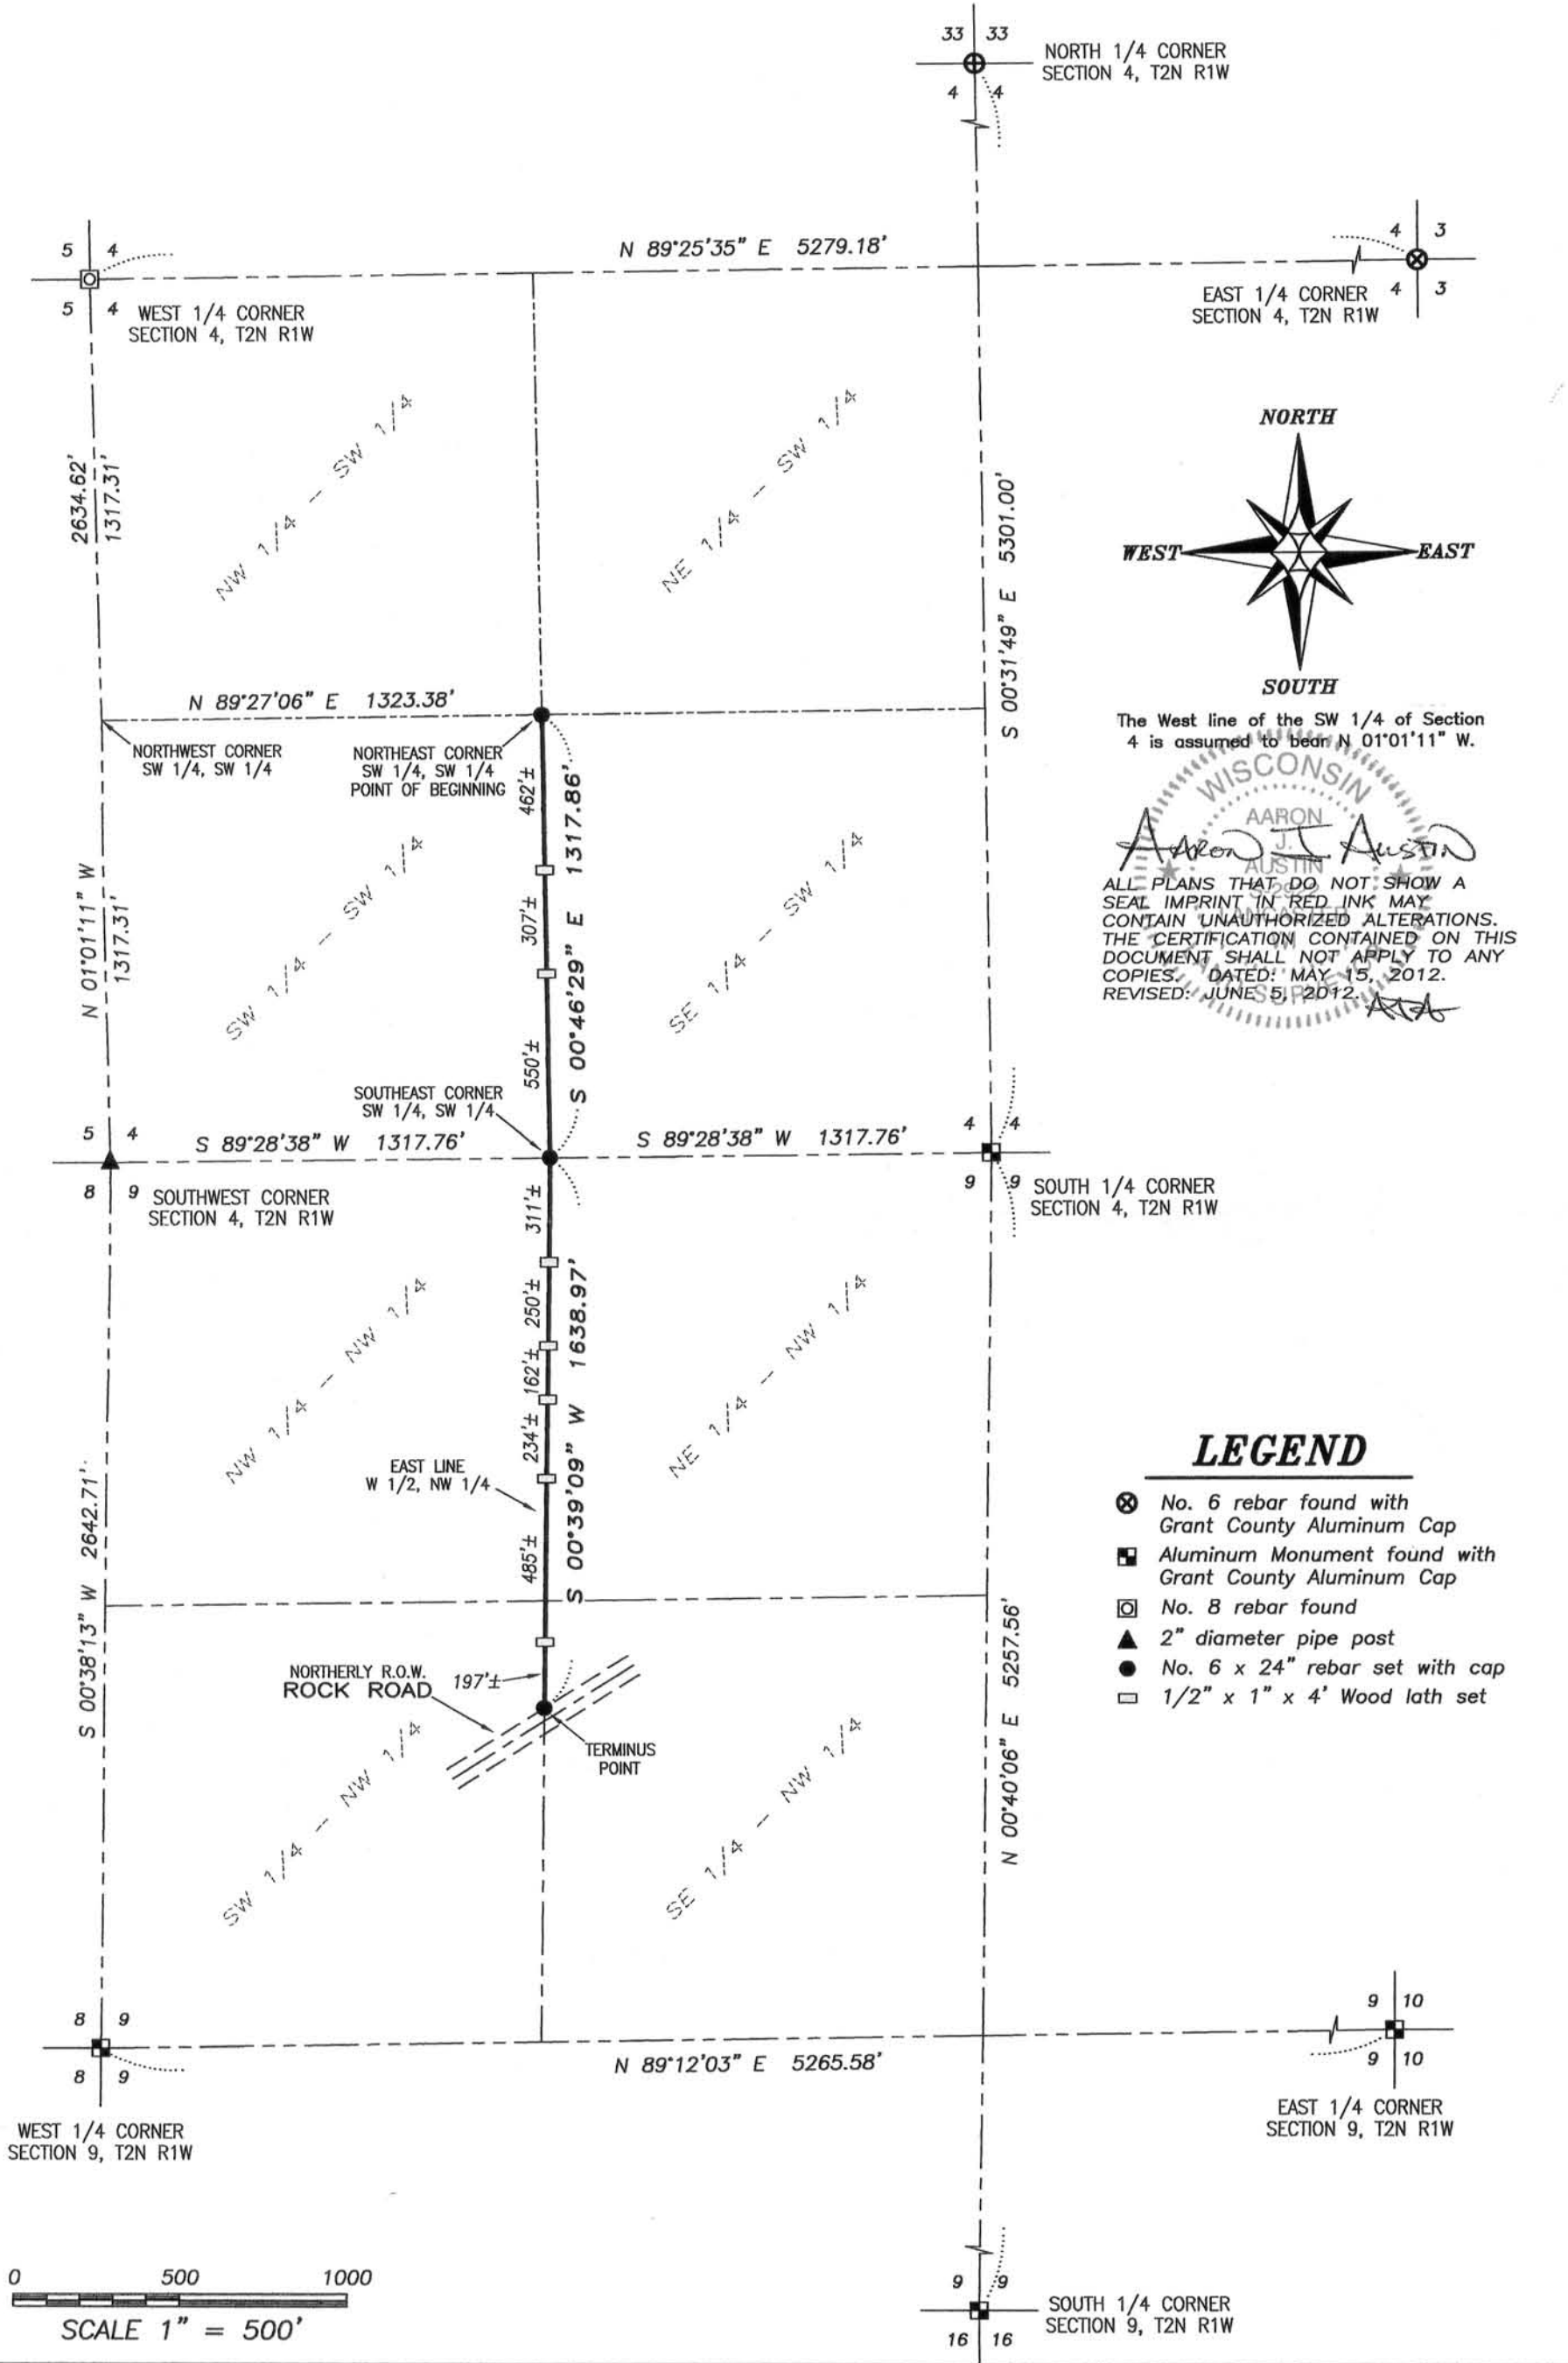 33 33
NORTH 1/4 CORNER
SECTION 4, T2N R1W
4 4
N 89°25'35" E 5279.18'
5 4
5 4
WEST 1/4 CORNER
SECTION 4, T2N R1W
4 3
4 3
EAST 1/4 CORNER
SECTION 4, T2N R1W
NW 1/4 - SW 1/4
NE 1/4 - SW 1/4
2634.62'
1317.31'
S 00°31'49" E 5301.00'
NORTH
WEST
EAST
SOUTH
The West line of the SW 1/4 of Section
4 is assumed to bear N 01°01'11" W.
N 89°27'06" E 1323.38'
NORTHWEST CORNER
SW 1/4, SW 1/4
NORTHEAST CORNER
SW 1/4, SW 1/4
POINT OF BEGINNING
462'±
307'±
550'±
S 00°46'29" E 1317.86'
WISCONSIN
AARON
J.
AUSTIN
S-2922
LANCASTER
WI
LAND SURVEYOR
Aaron J. Austin
ALL PLANS THAT DO NOT SHOW A
SEAL IMPRINT IN RED INK MAY
CONTAIN UNAUTHORIZED ALTERATIONS.
THE CERTIFICATION CONTAINED ON THIS
DOCUMENT SHALL NOT APPLY TO ANY
COPIES. DATED: MAY 15, 2012.
REVISED: JUNE 5, 2012.
AJA
SW 1/4 - SW 1/4
SE 1/4 - SW 1/4
N 01°01'11" W
1317.31'
SOUTHEAST CORNER
SW 1/4, SW 1/4
5 4
8 9
S 89°28'38" W 1317.76'
S 89°28'38" W 1317.76'
4 4
9 9
SOUTHWEST CORNER
SECTION 4, T2N R1W
SOUTH 1/4 CORNER
SECTION 4, T2N R1W
311'±
250'±
162'±
234'±
485'±
S 00°39'09" W 1638.97'
NW 1/4 - NW 1/4
NE 1/4 - NW 1/4
EAST LINE
W 1/2, NW 1/4
S 00°38'13" W 2642.71'
LEGEND
No. 6 rebar found with
Grant County Aluminum Cap
Aluminum Monument found with
Grant County Aluminum Cap
No. 8 rebar found
2" diameter pipe post
No. 6 x 24" rebar set with cap
1/2" x 1" x 4' Wood lath set
NORTHERLY R.O.W.
ROCK ROAD
197'±
TERMINUS
POINT
N 00°40'06" E 5257.56'
SW 1/4 - NW 1/4
SE 1/4 - NW 1/4
8 9
8 9
WEST 1/4 CORNER
SECTION 9, T2N R1W
N 89°12'03" E 5265.58'
9 10
9 10
EAST 1/4 CORNER
SECTION 9, T2N R1W
0 500 1000
SCALE 1" = 500'
9 9
16 16
SOUTH 1/4 CORNER
SECTION 9, T2N R1W